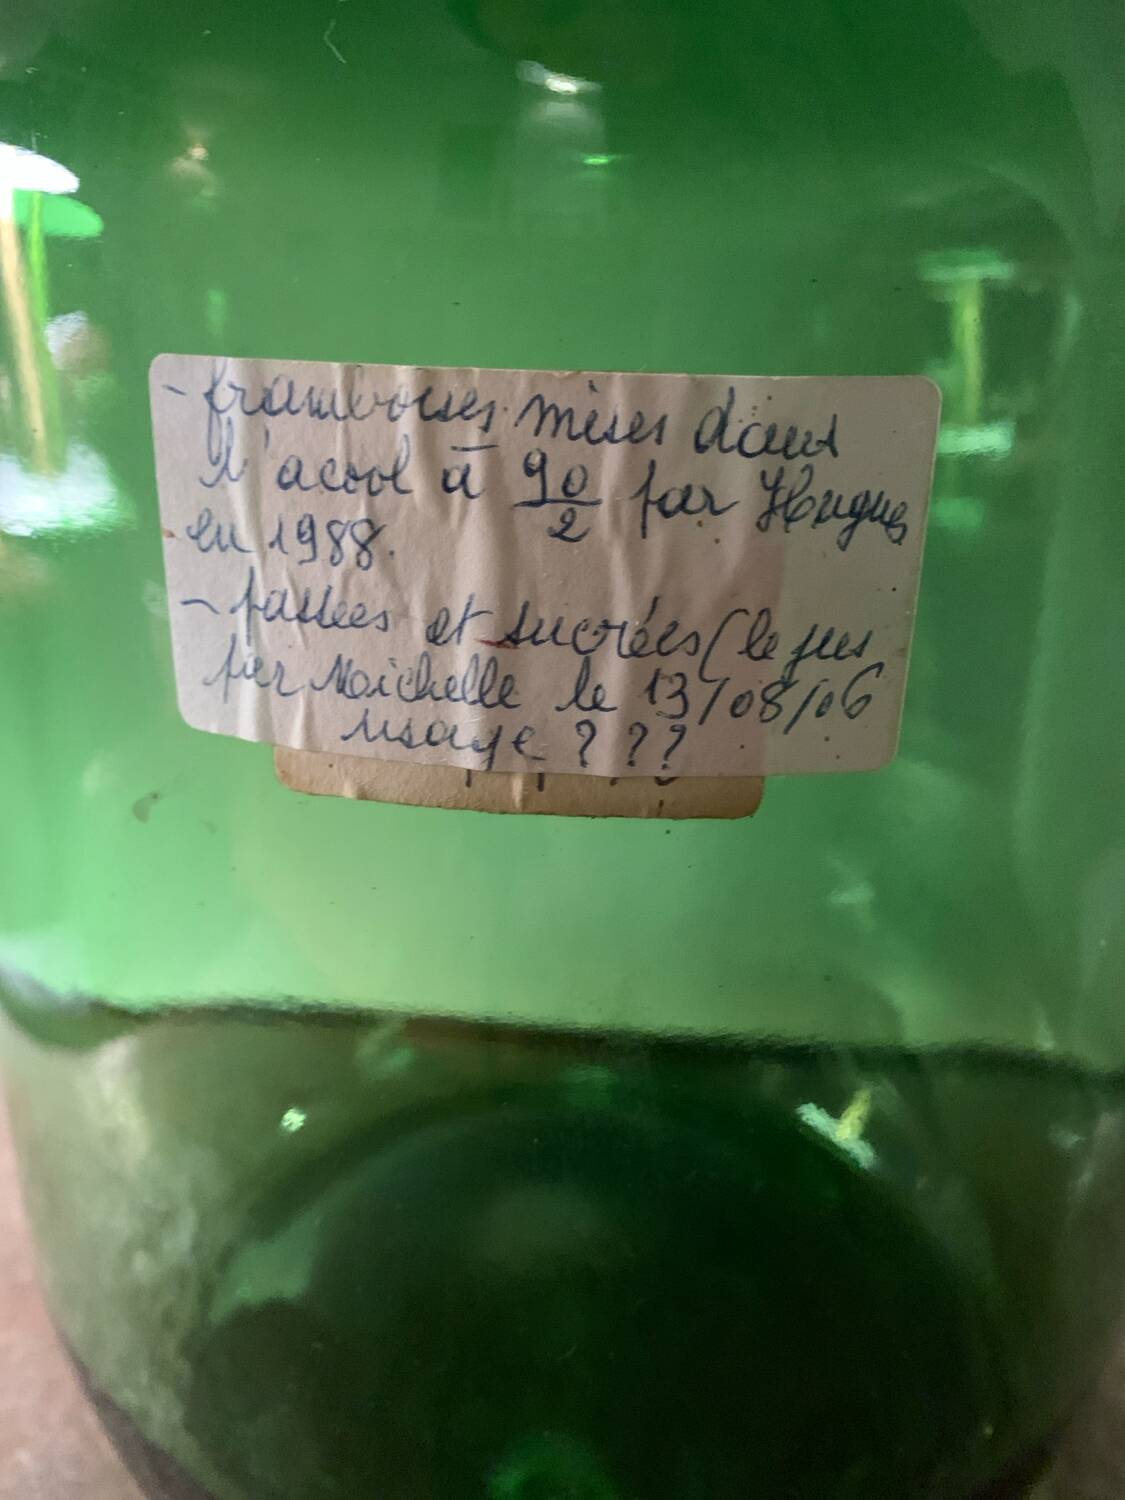 - framboises mises dans
l'acool à 90/2 par Hugues
en 1988.
- passées et sucrées (le jus
par Michelle le 13/08/06
usage ? ? ?